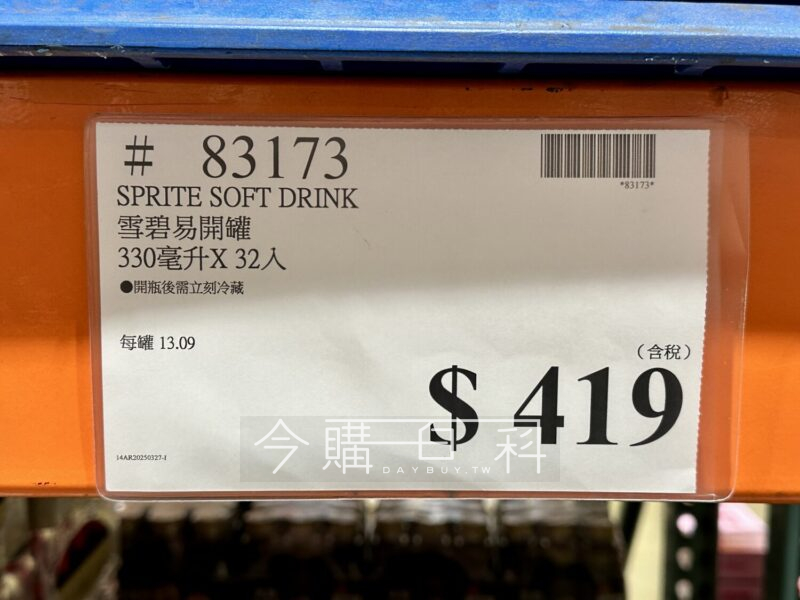 # 83173
*83173*
SPRITE SOFT DRINK
雪碧易開罐
330毫升X 32入
●開瓶後需立刻冷藏
每罐 13.09
（含稅）
$ 419
14AR20250327-1
今購百科
DAYBUY.TW